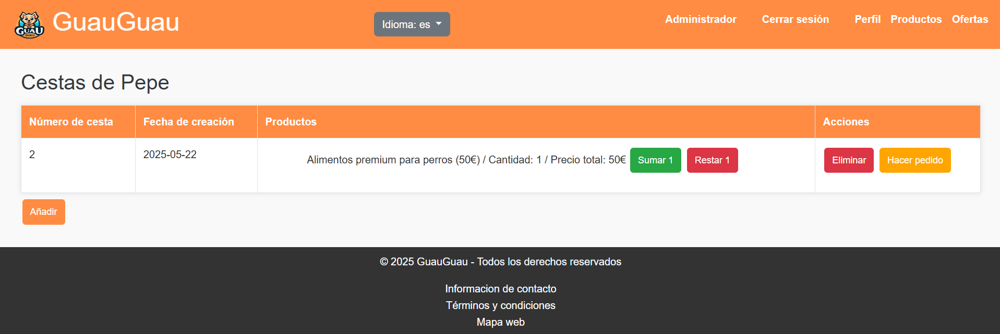 GUAU
GUAU
GuauGuau
Idioma: es
Administrador Cerrar sesión Perfil Productos Ofertas
Cestas de Pepe
Número de cesta Fecha de creación Productos Acciones
2 2025-05-22 Alimentos premium para perros (50€) / Cantidad: 1 / Precio total: 50€ Sumar 1 Restar 1 Eliminar Hacer pedido
Añadir
© 2025 GuauGuau - Todos los derechos reservados
Informacion de contacto
Términos y condiciones
Mapa web